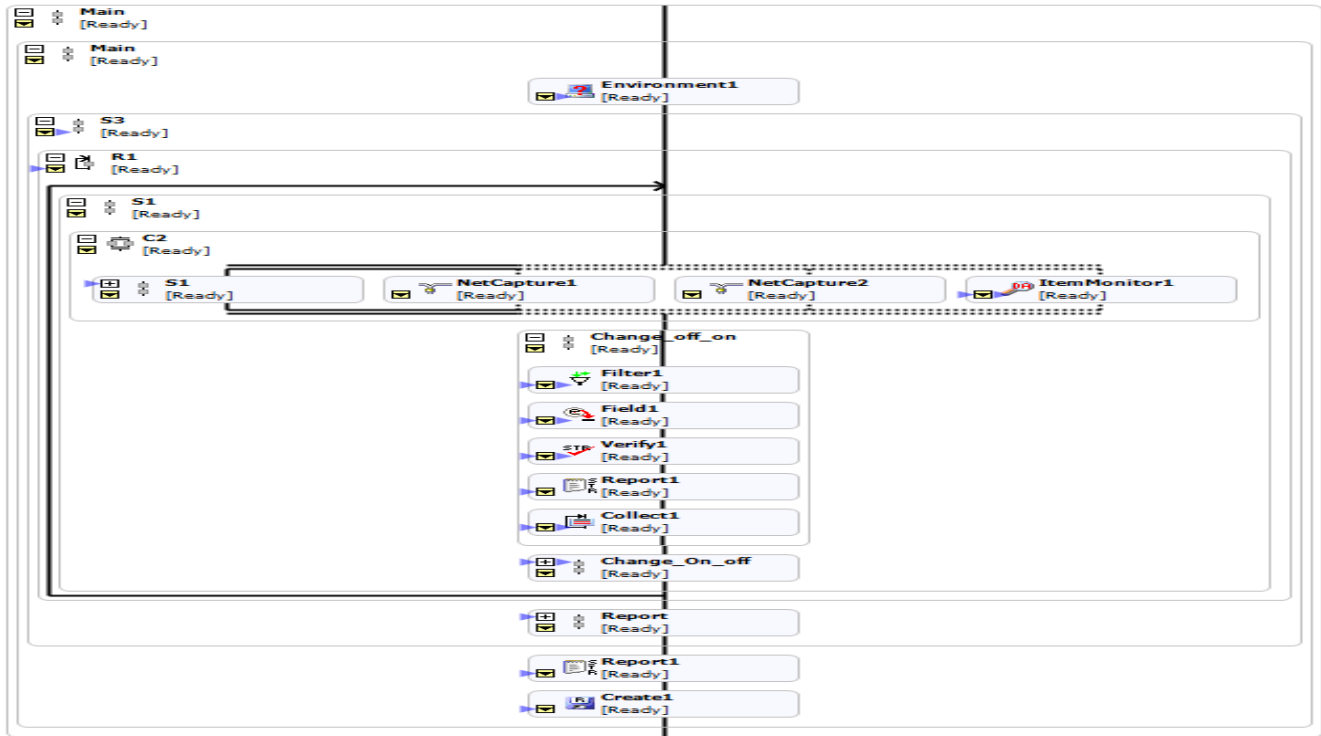 Main
[Ready]
Main
[Ready]
Environment1
[Ready]
S3
[Ready]
R1
[Ready]
S1
[Ready]
C2
[Ready]
S1
[Ready]
NetCapture1
[Ready]
NetCapture2
[Ready]
ItemMonitor1
[Ready]
Change_off_on
[Ready]
Filter1
[Ready]
Field1
[Ready]
STR
Verify1
[Ready]
Report1
[Ready]
Collect1
[Ready]
Change_On_off
[Ready]
Report
[Ready]
Report1
[Ready]
Create1
[Ready]